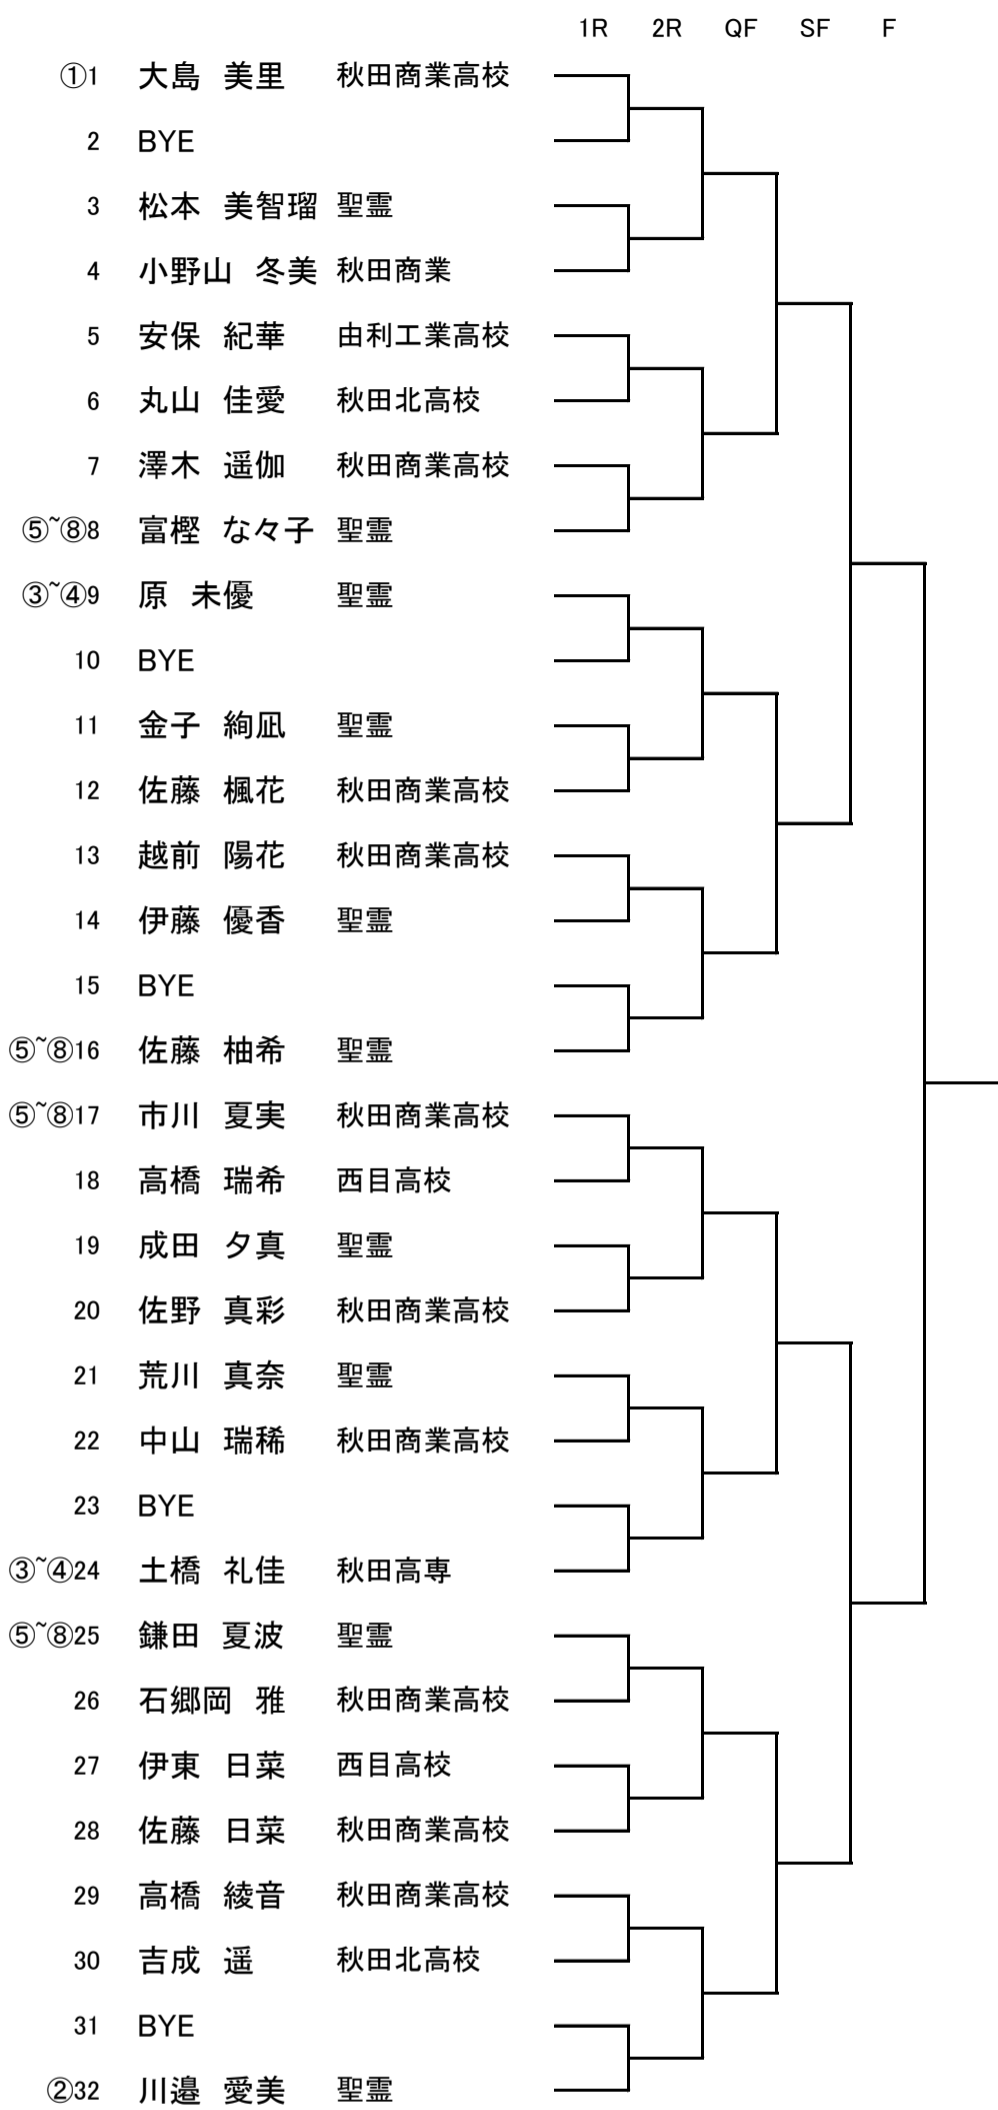 1R 2R QF SF F
①1 大島 美里 秋田商業高校
2 BYE
3 松本 美智瑠 聖霊
4 小野山 冬美 秋田商業
5 安保 紀華 由利工業高校
6 丸山 佳愛 秋田北高校
7 澤木 遥伽 秋田商業高校
⑤~⑧8 富樫 な々子 聖霊
③~④9 原 未優 聖霊
10 BYE
11 金子 絢凪 聖霊
12 佐藤 楓花 秋田商業高校
13 越前 陽花 秋田商業高校
14 伊藤 優香 聖霊
15 BYE
⑤~⑧16 佐藤 柚希 聖霊
⑤~⑧17 市川 夏実 秋田商業高校
18 高橋 瑞希 西目高校
19 成田 夕真 聖霊
20 佐野 真彩 秋田商業高校
21 荒川 真奈 聖霊
22 中山 瑞稀 秋田商業高校
23 BYE
③~④24 土橋 礼佳 秋田高専
⑤~⑧25 鎌田 夏波 聖霊
26 石郷岡 雅 秋田商業高校
27 伊東 日菜 西目高校
28 佐藤 日菜 秋田商業高校
29 高橋 綾音 秋田商業高校
30 吉成 遥 秋田北高校
31 BYE
②32 川邉 愛美 聖霊